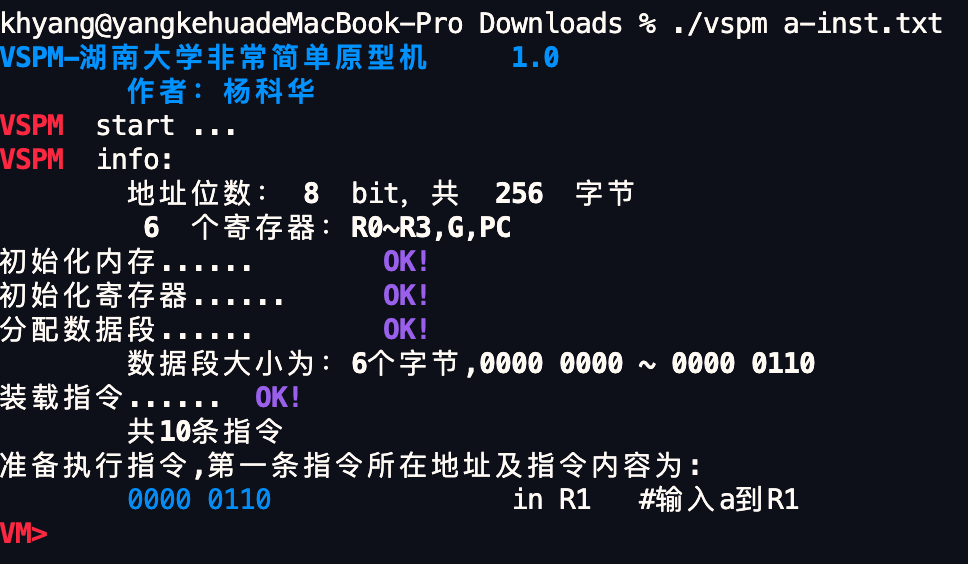 khyang@yangkehuadeMacBook-Pro Downloads % ./vspm a-inst.txt
VSPM—湖南大学非常简单原型机 1.0
作者：杨科华
VSPM start ...
VSPM info:
地址位数： 8 bit, 共 256 字节
6 个寄存器：R0~R3,G,PC
初始化内存...... OK!
初始化寄存器...... OK!
分配数据段...... OK!
数据段大小为：6个字节,0000 0000 ~ 0000 0110
装载指令...... OK!
共10条指令
准备执行指令,第一条指令所在地址及指令内容为:
0000 0110 in R1 #输入a到R1
VM>